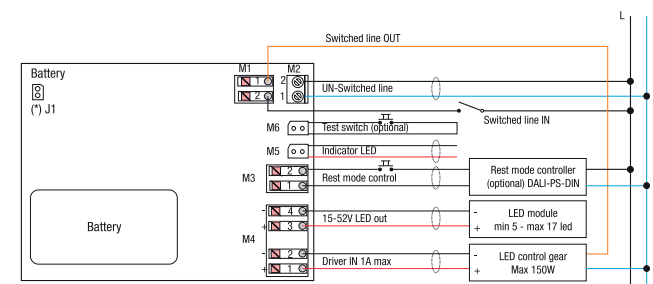 L
Switched line OUT
Battery
(*) J1
M1
M2
1
2
2
1
UN-Switched line
Switched line IN
M6
Test switch (optional)
M5
Indicator LED
M3
2
1
Rest mode control
Rest mode controller
(optional) DALI-PS-DIN
Battery
M4
- 4
+ 3
15-52V LED out
- LED module
+ min 5 - max 17 led
- 2
+ 1
Driver IN 1A max
- LED control gear
+ Max 150W